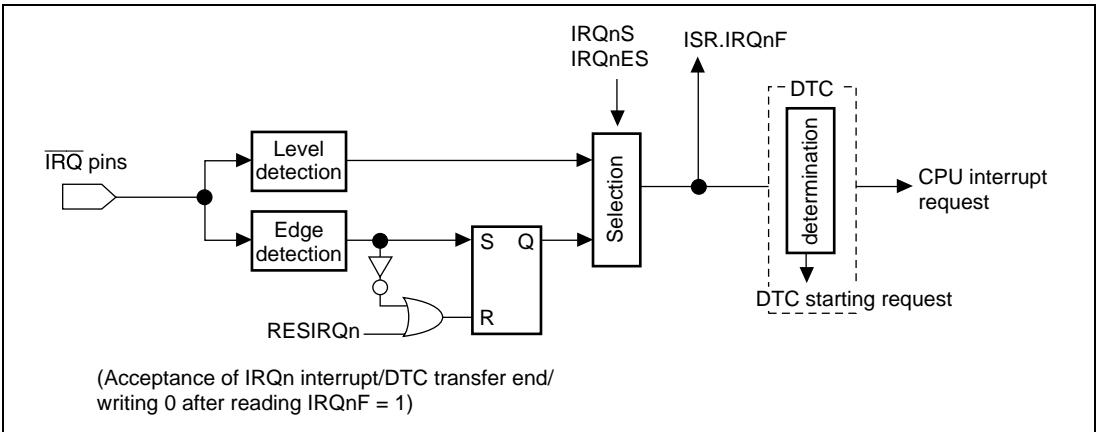 IRQnS
IRQnES
ISR.IRQnF
DTC
IRQ pins
Level
detection
Edge
detection
S Q
R
RESIRQn
Selection
determination
CPU interrupt
request
DTC starting request
(Acceptance of IRQn interrupt/DTC transfer end/
writing 0 after reading IRQnF = 1)